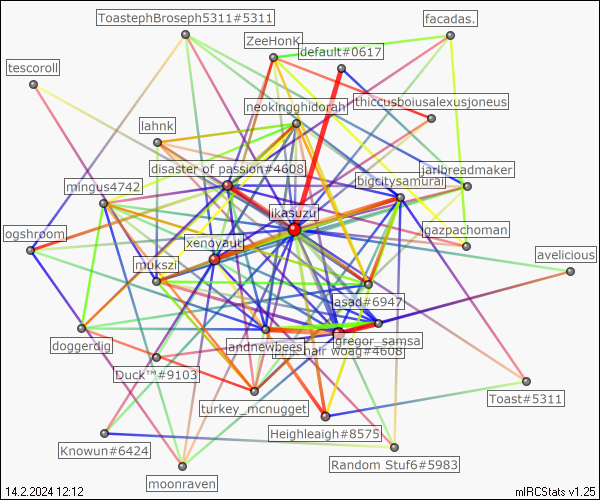 ToastephBroseph5311#5311
facadas.
ZeeHonK
default#0617
tescoroll
thiccusboiusalexusjoneus
neokingghidorah
lahnk
disaster of passion#4608
jarlbreadmaker
bigcitysamurai
mingus4742
ikasuzu
ogshroom
xenoyaut
gazpachoman
avelicious
mukszi
asad#6947
gregor_samsa
andnewbees
hair woag#4608
doggerdig
Duck™#9103
turkey_mcnugget
Toast#5311
Heighleaigh#8575
Knowun#6424
Random Stuf6#5983
moonraven
14.2.2024 12:12
mIRCStats v1.25